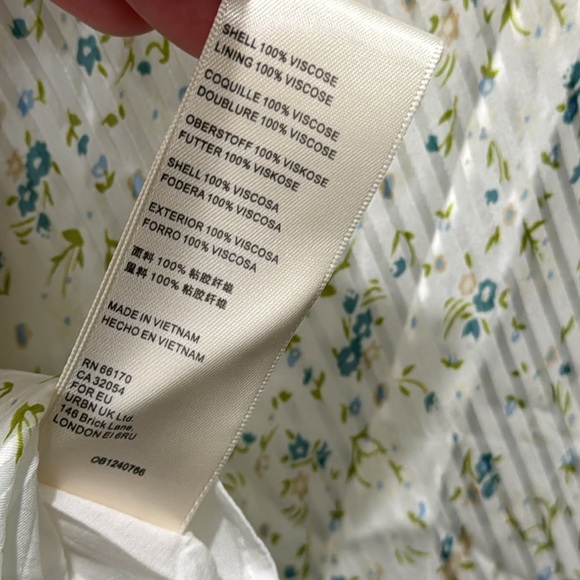 SHELL 100% VISCOSE
LINING 100% VISCOSE
COQUILLE 100% VISCOSE
DOUBLURE 100% VISCOSE
OBERSTOFF 100% VISKOSE
FUTTER 100% VISKOSE
SHELL 100% VISCOSA
FODERA 100% VISCOSA
EXTERIOR 100% VISCOSA
FORRO 100% VISCOSA
面料 100% 粘胶纤维
里料 100% 粘胶纤维
MADE IN VIETNAM
HECHO EN VIETNAM
RN 66170
CA 32054
FOR EU
URBN UK Ltd.
146 Brick Lane,
LONDON E1 6RU
OB1240766